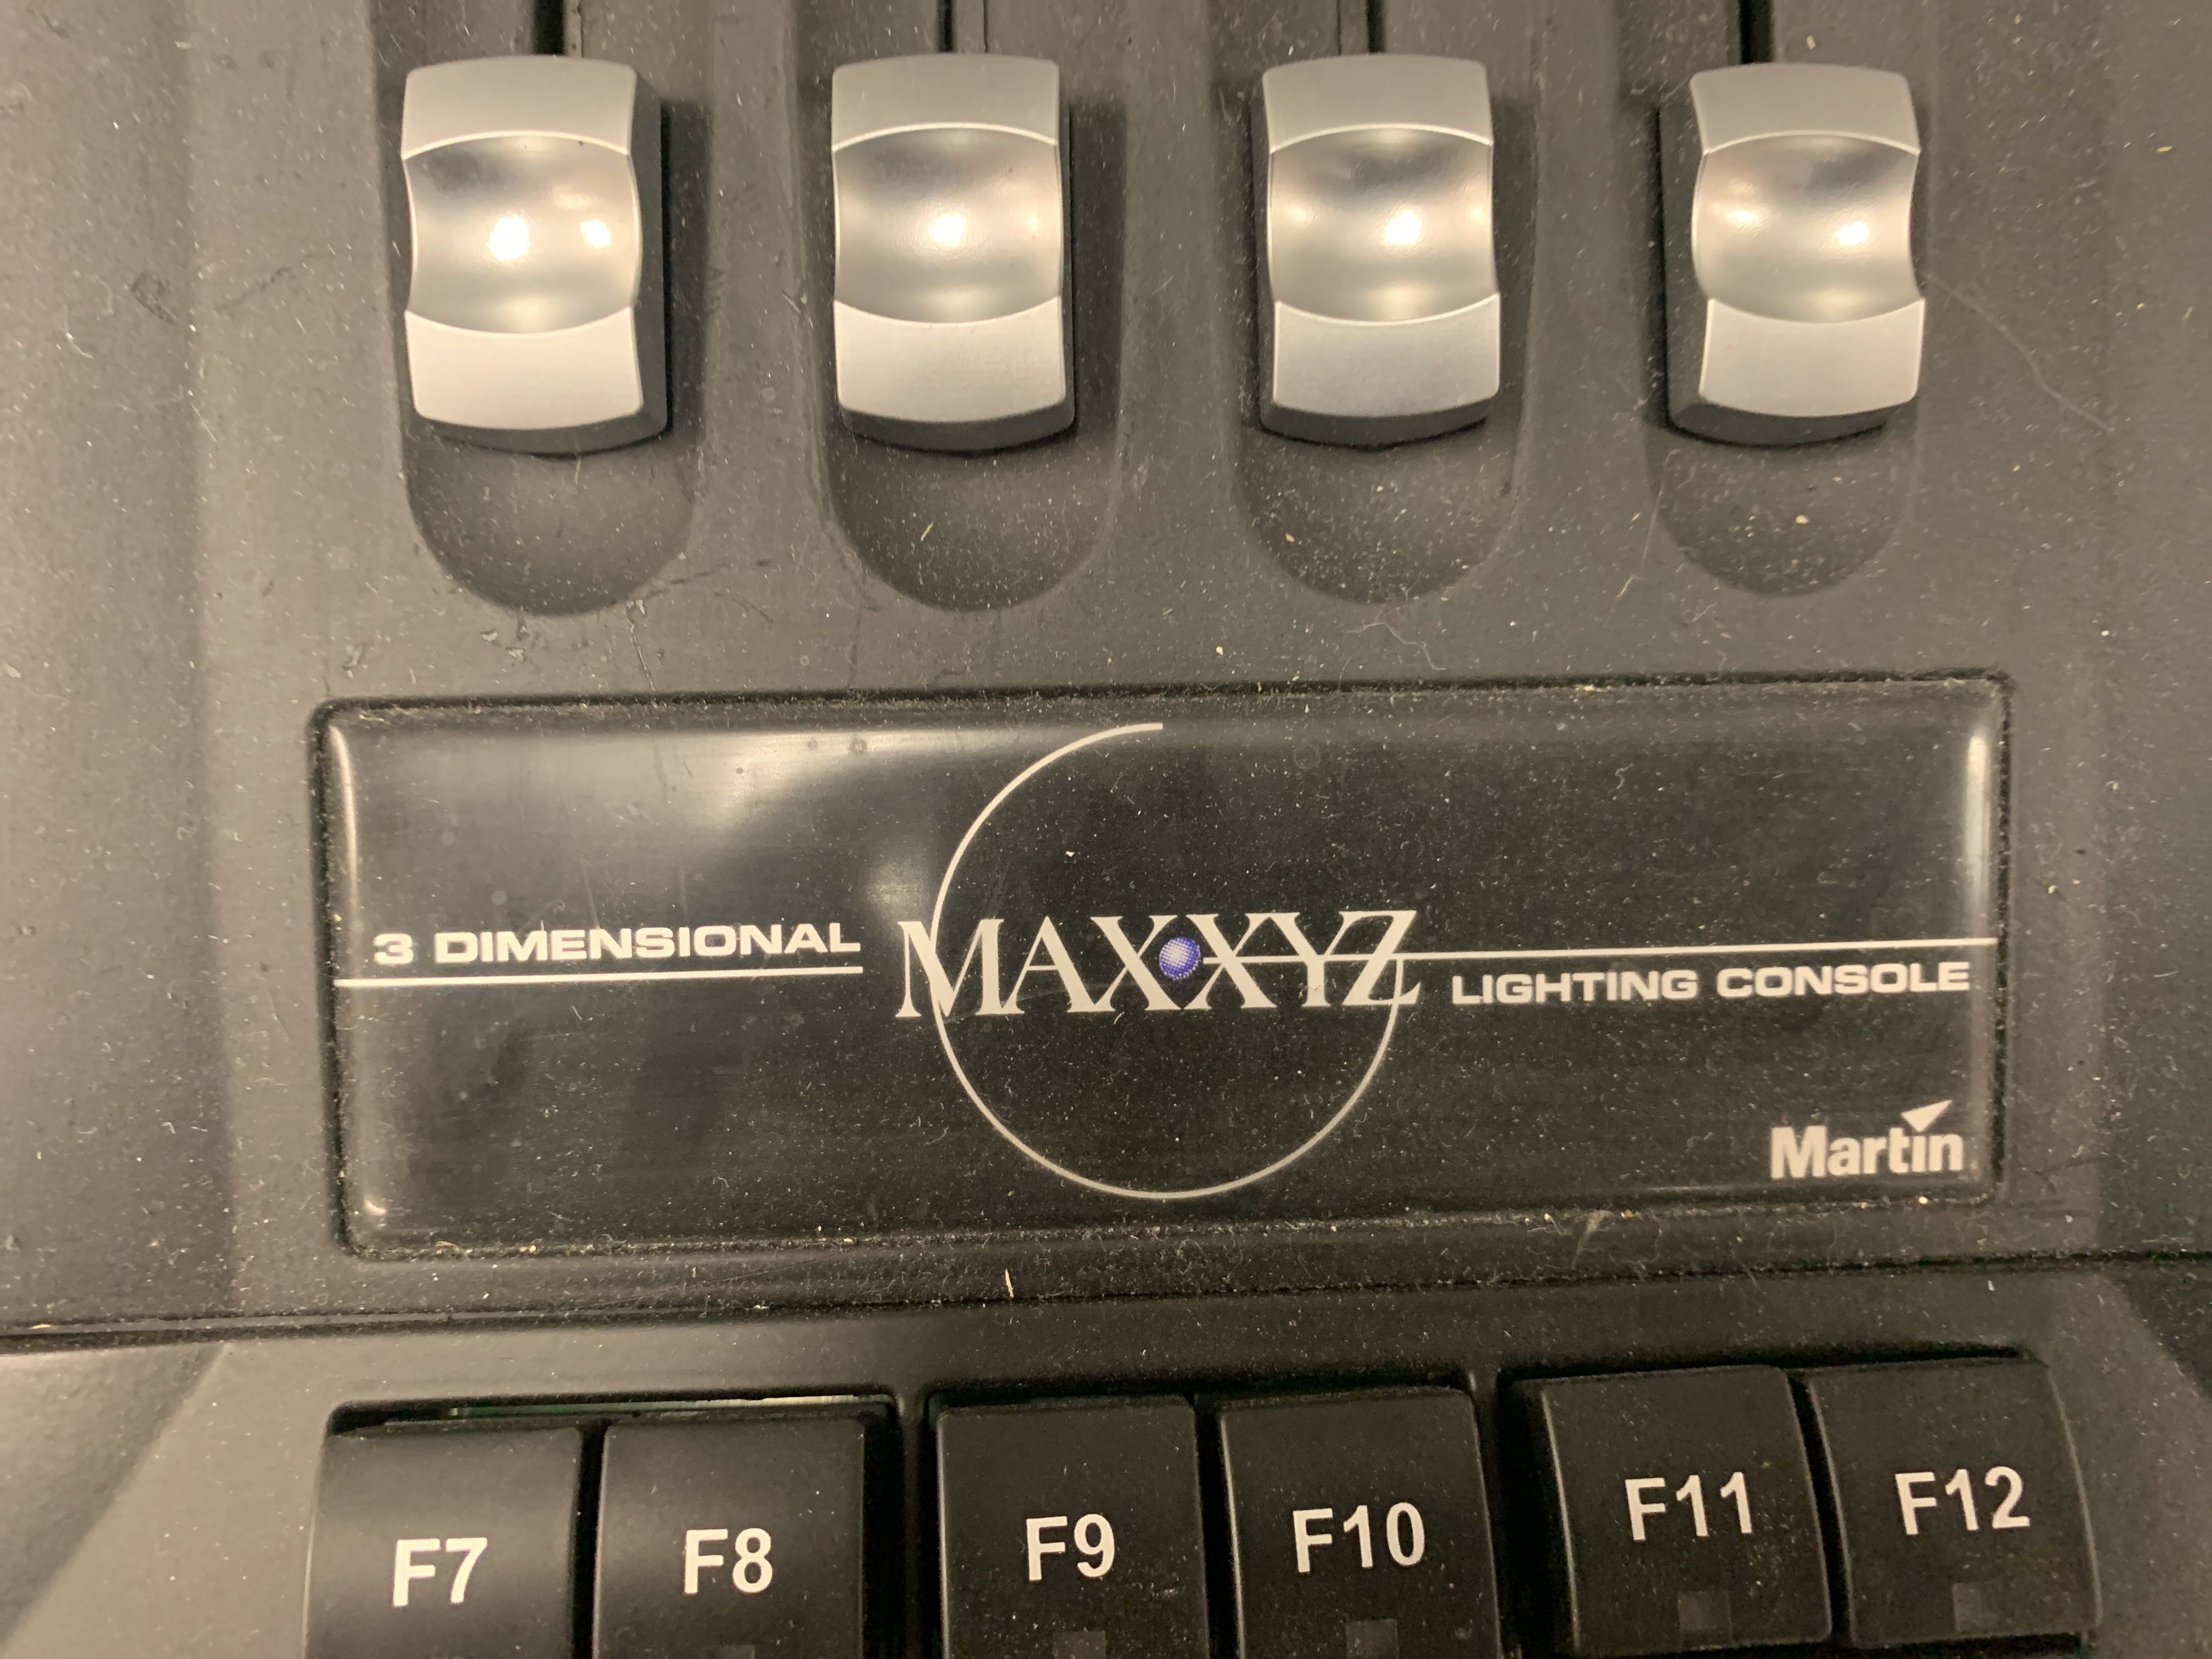 3 DIMENSIONAL
MAXXYZ
LIGHTING CONSOLE
Martin
F7 F8 F9 F10 F11 F12